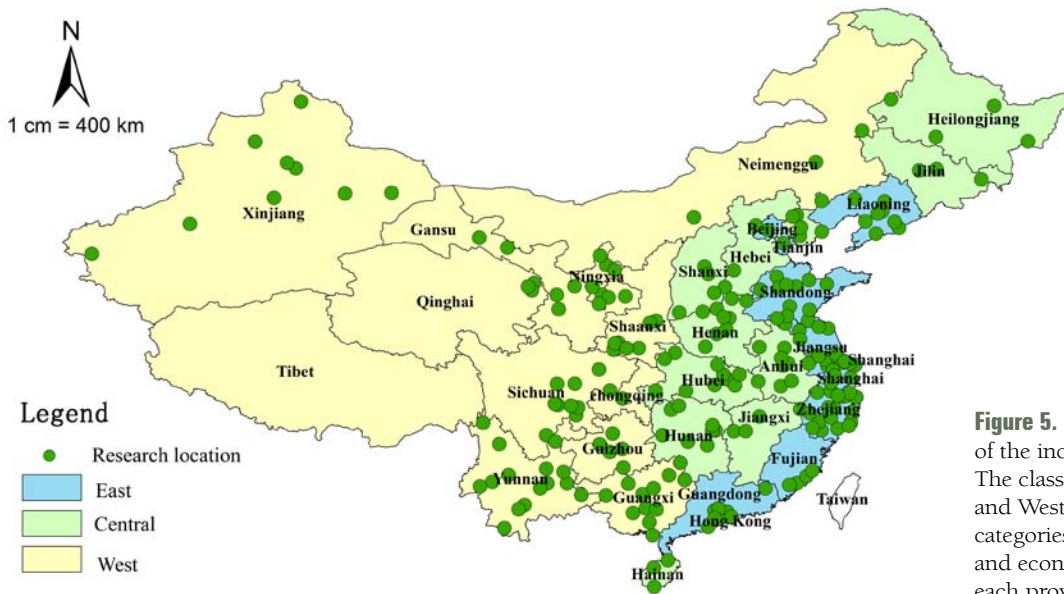 N
1 cm = 400 km
Heilongjiang
Neimenggu
Jilin
Xinjiang
Liaoning
Gansu
Beijing
Tianjin
Hebei
Ningxia
Shanxi
Qinghai
Shandong
Shaanxi
Henan
Jiangsu
Tibet
Anhui
Shanghai
Sichuan
Hubei
Shanghai
chongqing
Zhejiang
Jiangxi
Hunan
Guizhou
Fujian
Yunnan
Guangxi
Guangdong
Taiwan
Hong Kong
Hainan
Legend
Research location
East
Central
West
Figure 5.
of the inc
The class
and West
categories
and econ
each prov